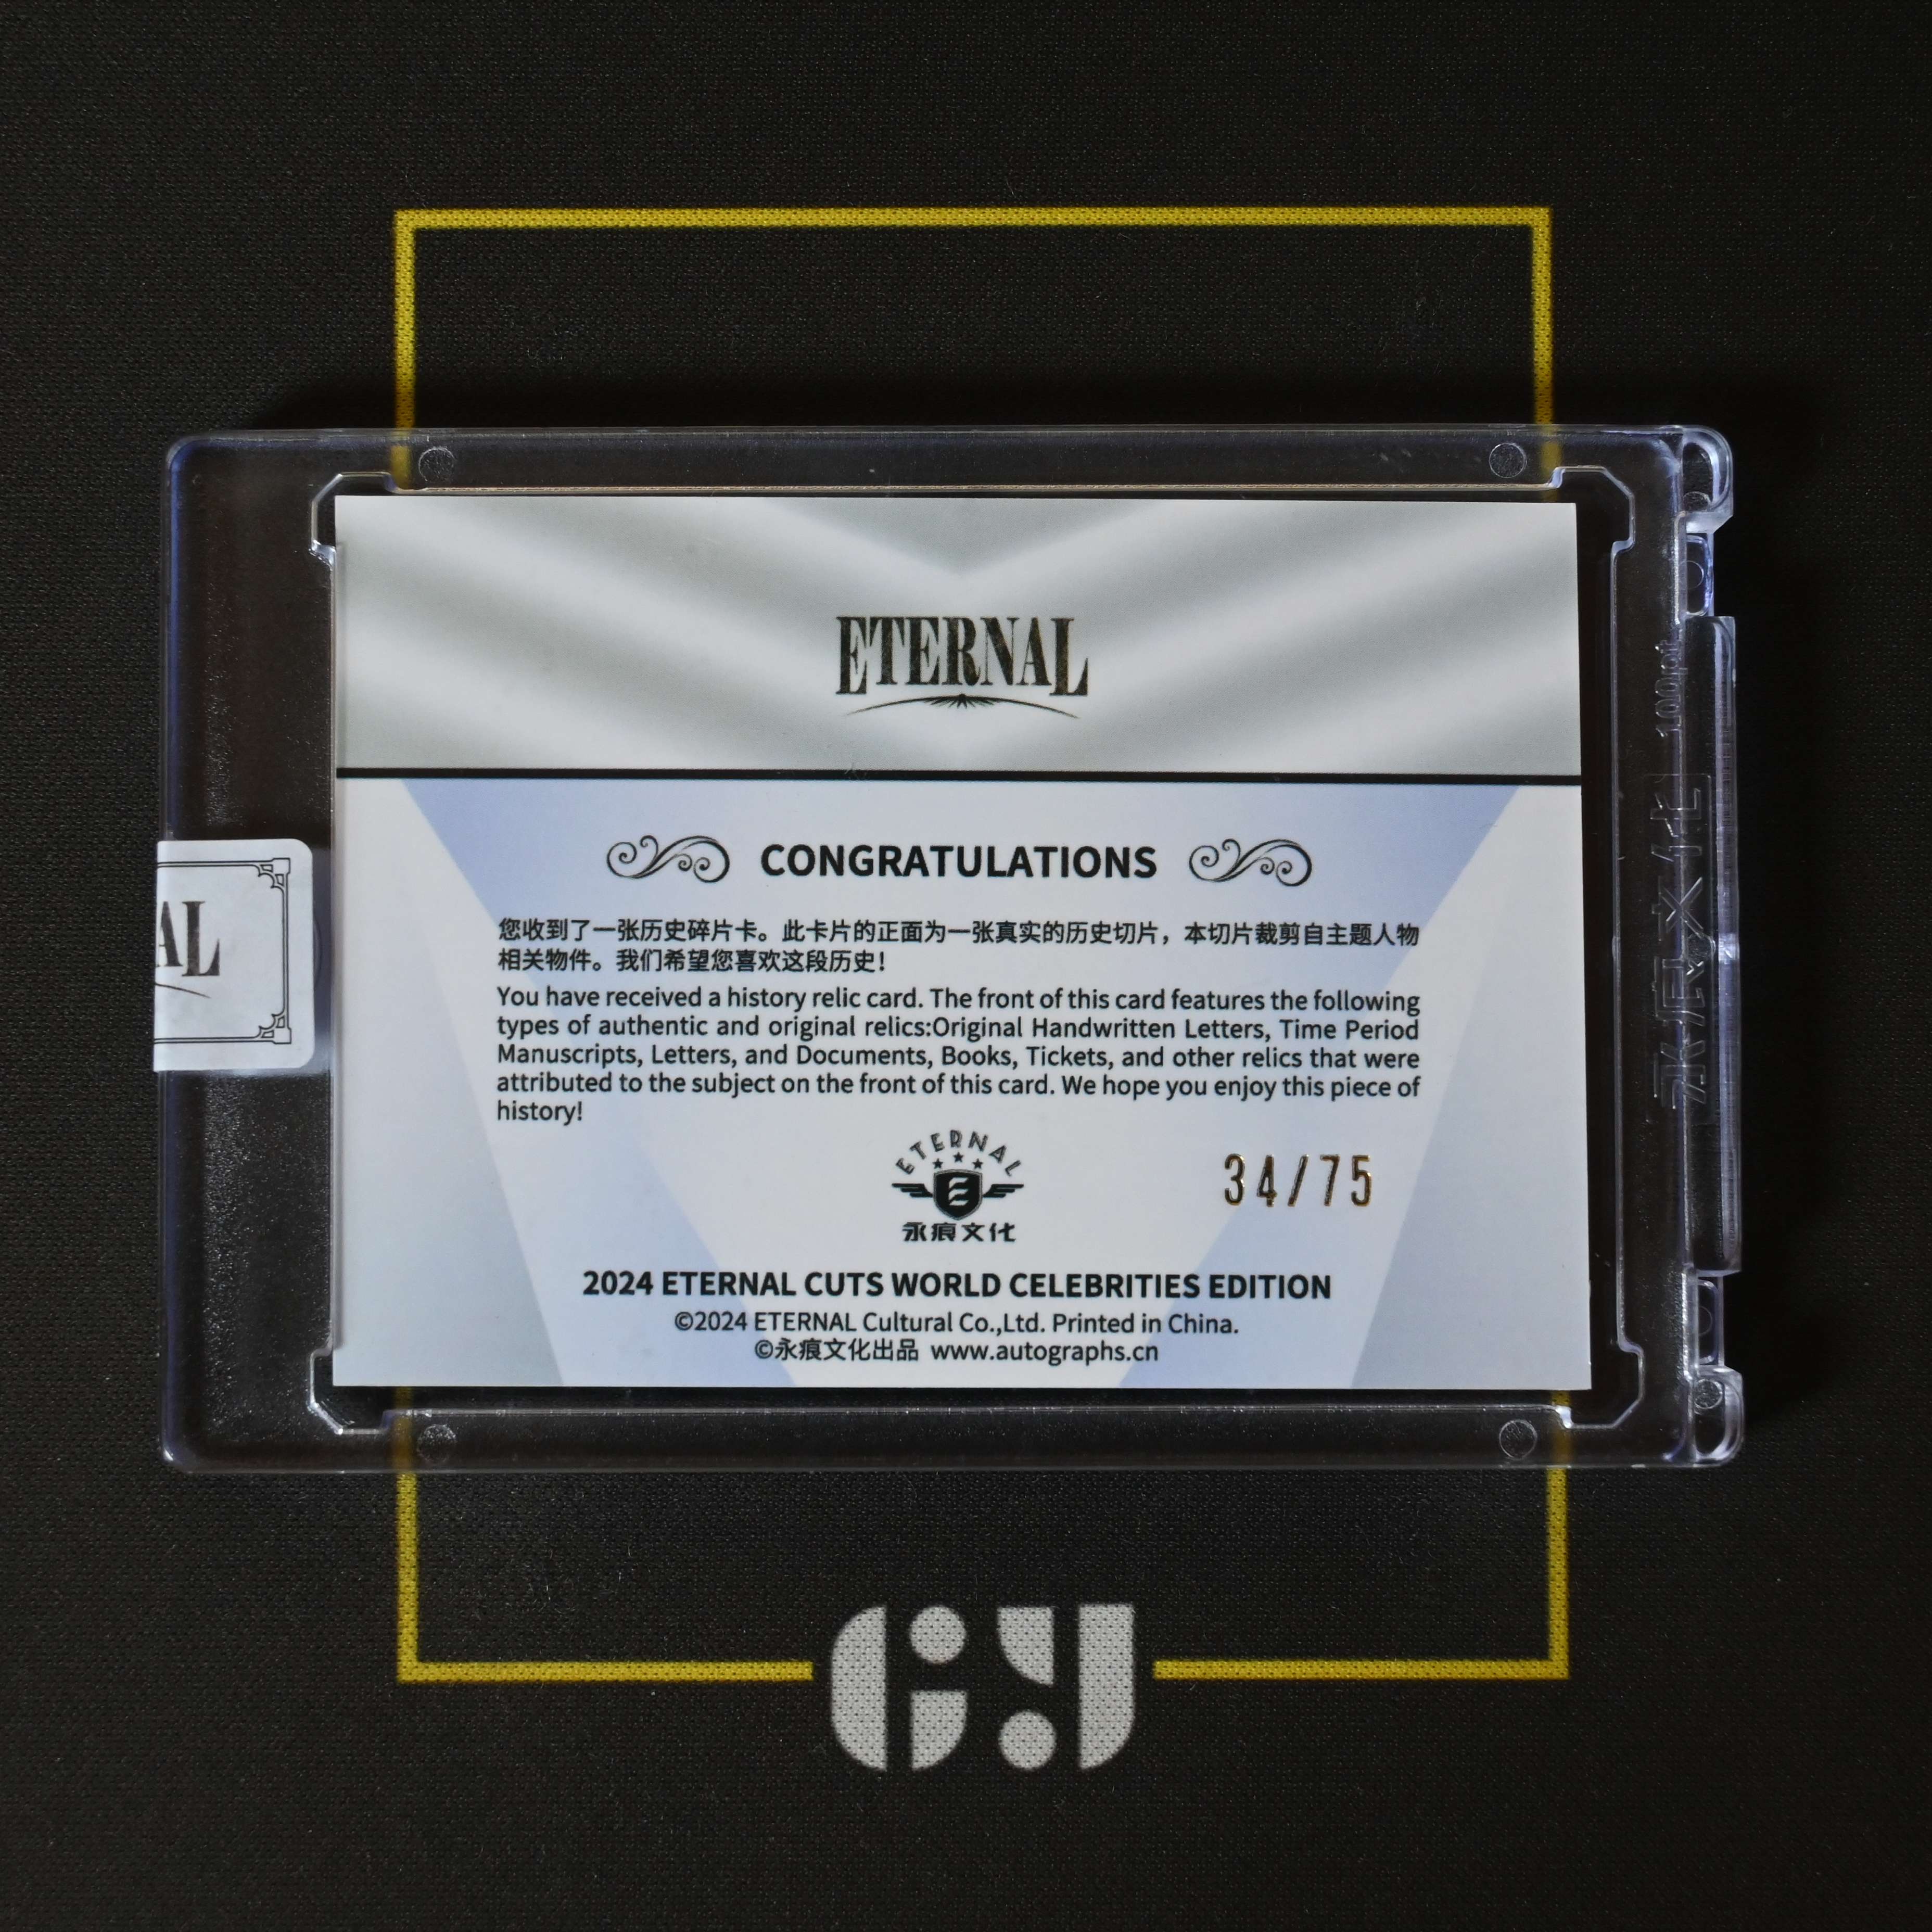 ETERNAL
CONGRATULATIONS
您收到了一张历史碎片卡。此卡片的正面为一张真实的历史切片，本切片裁剪自主题人物
相关物件。我们希望您喜欢这段历史！
You have received a history relic card. The front of this card features the following
types of authentic and original relics:Original Handwritten Letters, Time Period
Manuscripts, Letters, and Documents, Books, Tickets, and other relics that were
attributed to the subject on the front of this card. We hope you enjoy this piece of
history!
ETERNAL
E
永痕文化
34/75
2024 ETERNAL CUTS WORLD CELEBRITIES EDITION
©2024 ETERNAL Cultural Co.,Ltd. Printed in China.
©永痕文化出品 www.autographs.cn
AL
永痕文化 100pt